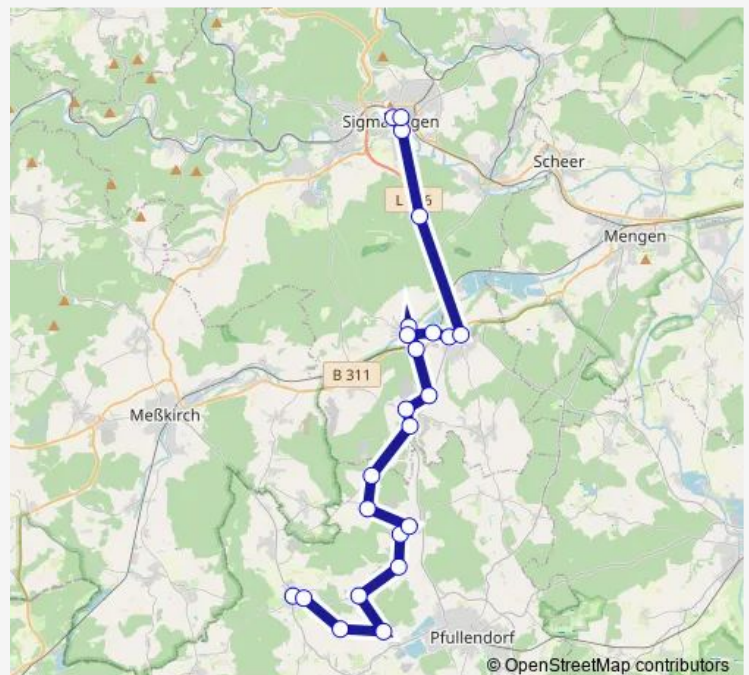 Scheer
Mengen
B 311
Meßkirch
Pfullendorf
© OpenStreetMap contributors